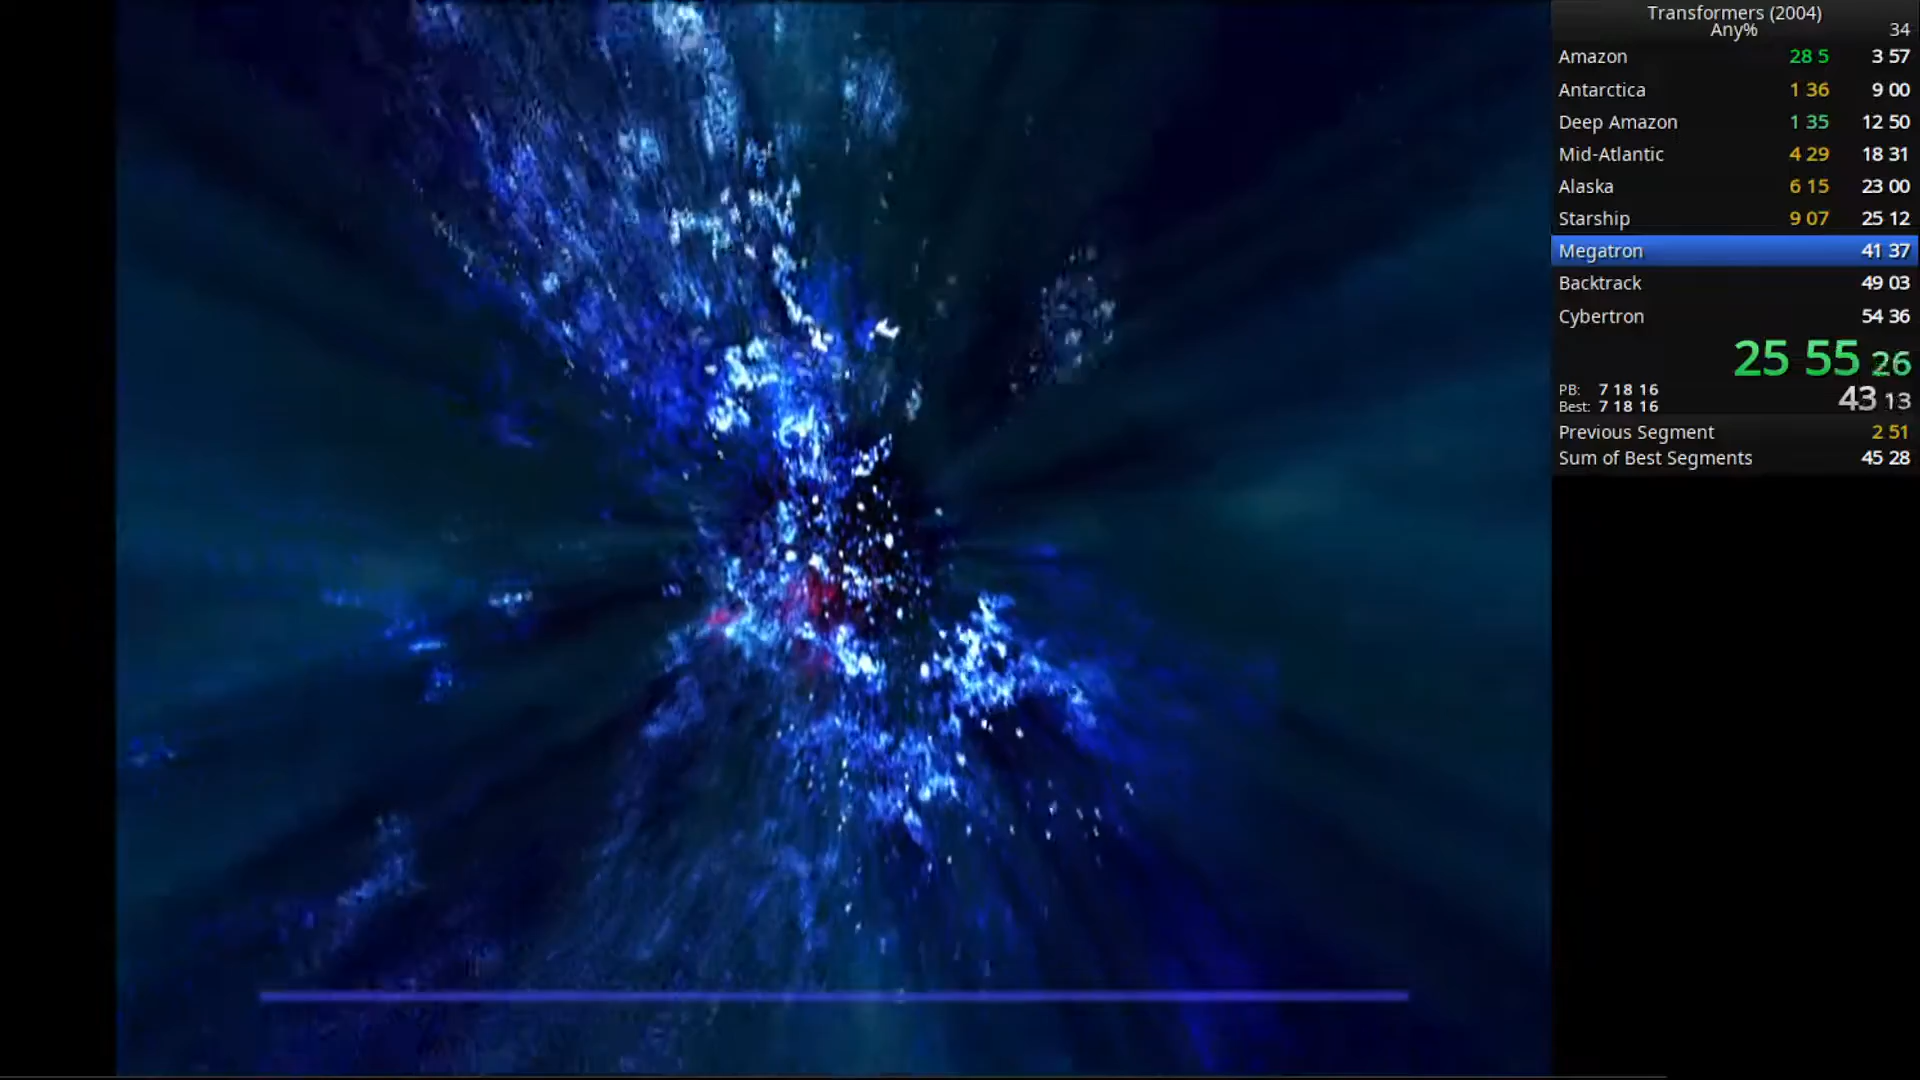 Transformers (2004)
Any% 34
Amazon 28 5 3 57
Antarctica 1 36 9 00
Deep Amazon 1 35 12 50
Mid-Atlantic 4 29 18 31
Alaska 6 15 23 00
Starship 9 07 25 12
Megatron 41 37
Backtrack 49 03
Cybertron 54 36
25 55 26
PB: 7 18 16
Best: 7 18 16
43 13
Previous Segment 2 51
Sum of Best Segments 45 28